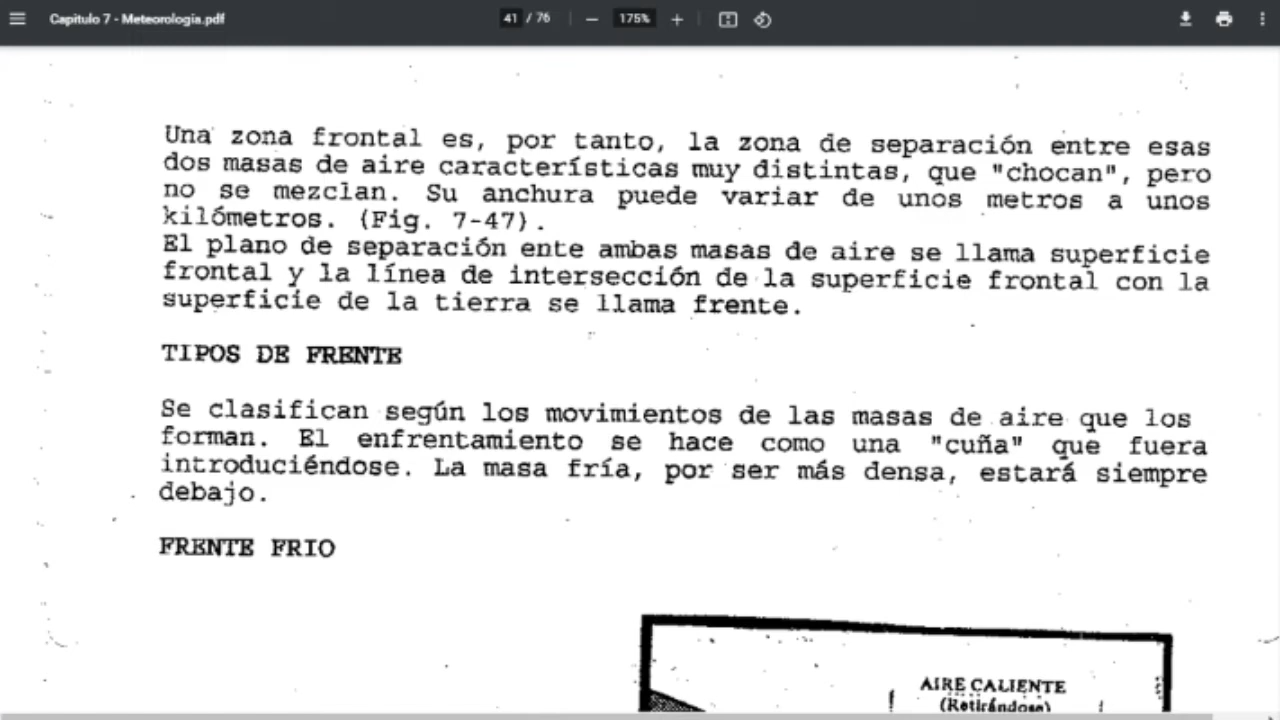 Capitulo 7 - Meteorología.pdf
41 / 76
175%
Una zona frontal es, por tanto, la zona de separación entre esas
dos masas de aire características muy distintas, que "chocan", pero
no se mezclan. Su anchura puede variar de unos metros a unos
kilómetros. (Fig. 7-47).
El plano de separación ente ambas masas de aire se llama superficie
frontal y la línea de intersección de la superficie frontal con la
superficie de la tierra se llama frente.
TIPOS DE FRENTE
Se clasifican según los movimientos de las masas de aire que los
forman. El enfrentamiento se hace como una "cuña" que fuera
introduciéndose. La masa fría, por ser más densa, estará siempre
debajo.
FRENTE FRIO
AIRE CALIENTE
(Retirándose)